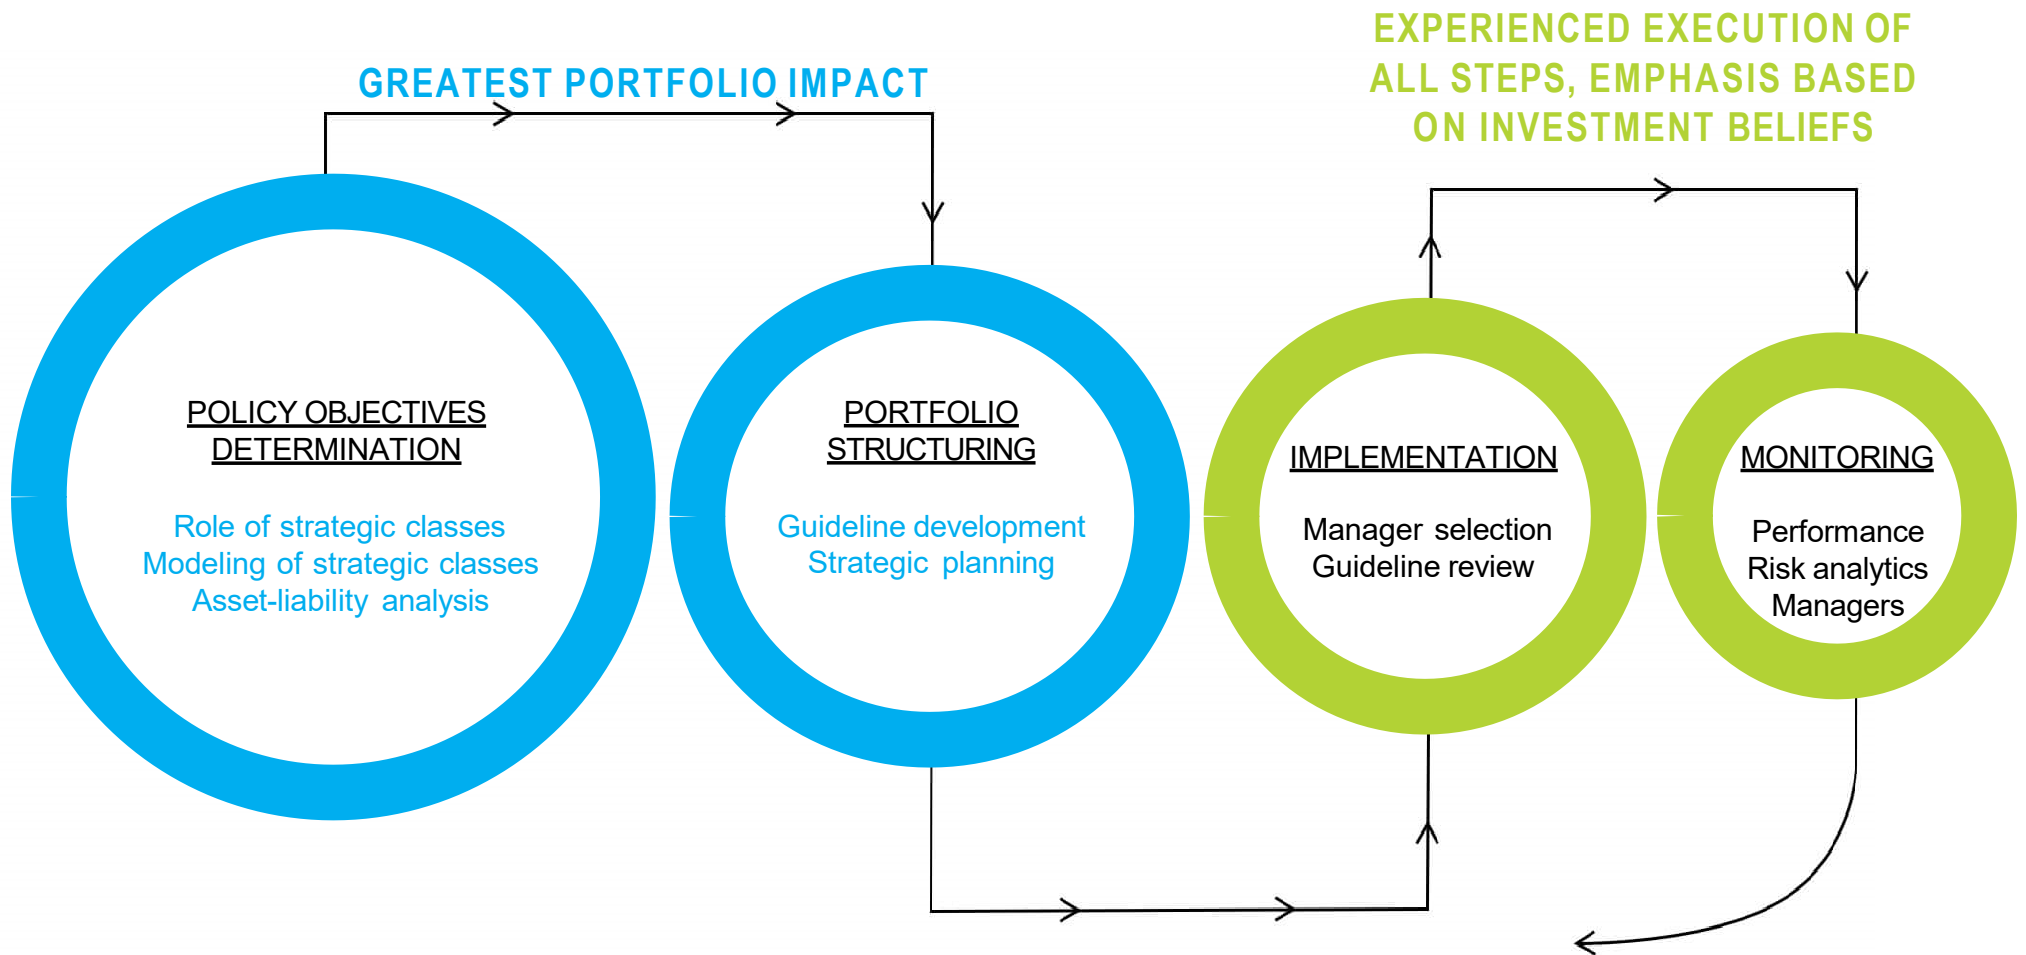 GREATEST PORTFOLIO IMPACT
EXPERIENCED EXECUTION OF
ALL STEPS, EMPHASIS BASED
ON INVESTMENT BELIEFS
POLICY OBJECTIVES
DETERMINATION
Role of strategic classes
Modeling of strategic classes
Asset-liability analysis
PORTFOLIO
STRUCTURING
Guideline development
Strategic planning
IMPLEMENTATION
Manager selection
Guideline review
MONITORING
Performance
Risk analytics
Managers